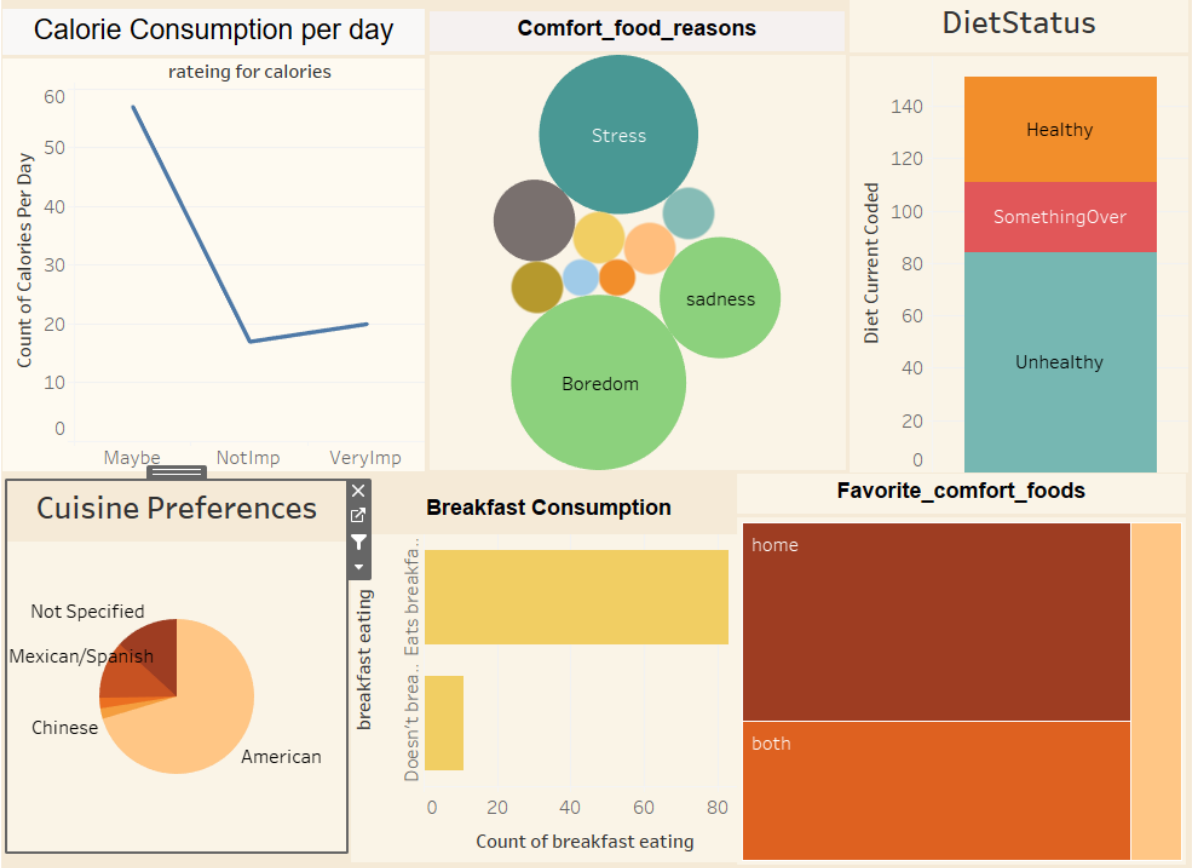 Calorie Consumption per day
rateing for calories
Count of Calories Per Day
60
50
40
30
20
10
0
Maybe
NotImp
VeryImp
Comfort_food_reasons
Stress
sadness
Boredom
DietStatus
Diet Current Coded
140
120
100
80
60
40
20
0
Healthy
SomethingOver
Unhealthy
Cuisine Preferences
Not Specified
Mexican/Spanish
Chinese
American
Breakfast Consumption
breakfast eating
Eats breakfa..
Doesn't brea..
0
20
40
60
80
Count of breakfast eating
Favorite_comfort_foods
home
both